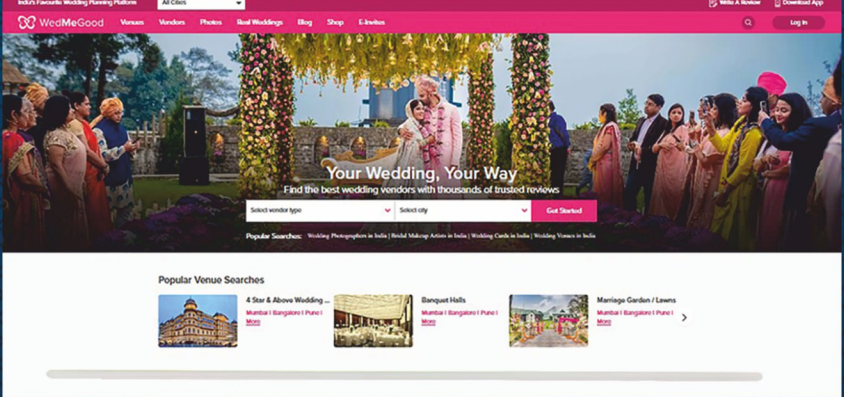 India's Favourite Wedding Planning Platform
All Cities
Write A Review
Download App
WedMeGood
Venues
Vendors
Photos
Real Weddings
Blog
Shop
E-Invites
Log In
Your Wedding, Your Way
Find the best wedding vendors with thousands of trusted reviews
Select vendor type
Select city
Get Started
Popular Searches: Wedding Photographers in India | Bridal Makeup Artists in India | Wedding Cards in India | Wedding Venues in India
Popular Venue Searches
4 Star & Above Wedding ...
Mumbai | Bangalore | Pune |
More
Banquet Halls
Mumbai | Bangalore | Pune |
More
Marriage Garden / Lawns
Mumbai | Bangalore | Pune |
More